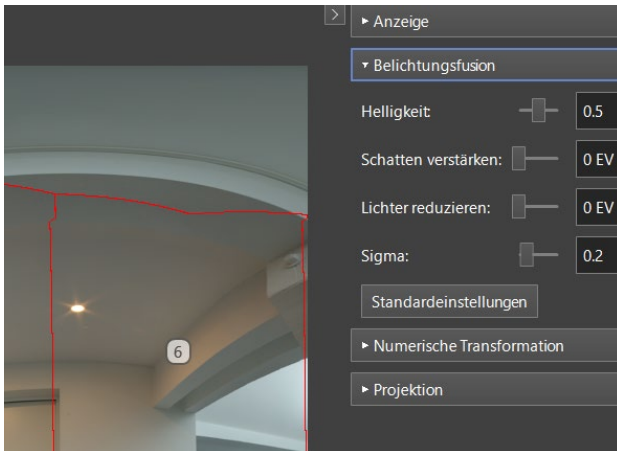 Anzeige
Belichtungsfusion
Helligkeit: 0.5
Schatten verstärken: 0 EV
Lichter reduzieren: 0 EV
Sigma: 0.2
Standardeinstellungen
6
Numerische Transformation
Projektion